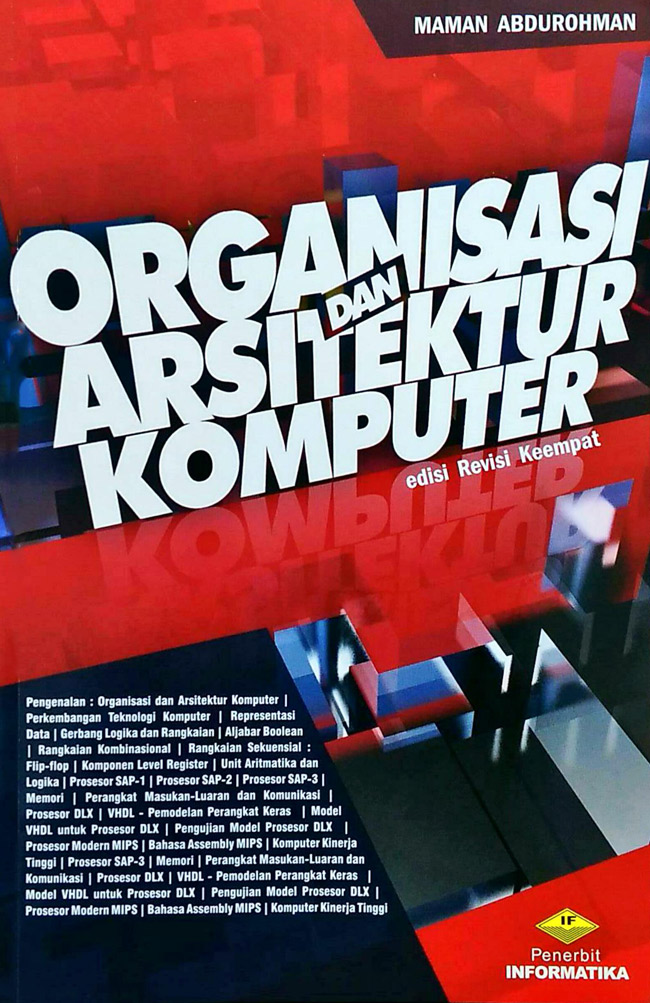 MAMAN ABDUROHMAN
ORGANISASI
DAN
ARSITEKTUR
KOMPUTER
edisi Revisi Keempat
KOMPUTER
ARSITEKTUR
Pengenalan : Organisasi dan Arsitektur Komputer |
Perkembangan Teknologi Komputer | Representasi
Data | Gerbang Logika dan Rangkaian | Aljabar Boolean
| Rangkaian Kombinasional | Rangkaian Sekuensial :
Flip-flop | Komponen Level Register | Unit Aritmatika dan
Logika | Prosesor SAP-1 | Prosesor SAP-2 | Prosesor SAP-3 |
Memori | Perangkat Masukan-Luaran dan Komunikasi |
Prosesor DLX | VHDL - Pemodelan Perangkat Keras | Model
VHDL untuk Prosesor DLX | Pengujian Model Prosesor DLX |
Prosesor Modern MIPS | Bahasa Assembly MIPS | Komputer Kinerja
Tinggi | Prosesor SAP-3 | Memori | Perangkat Masukan-Luaran dan
Komunikasi | Prosesor DLX | VHDL - Pemodelan Perangkat Keras |
Model VHDL untuk Prosesor DLX | Pengujian Model Prosesor DLX |
Prosesor Modern MIPS | Bahasa Assembly MIPS | Komputer Kinerja Tinggi
IF
Penerbit
INFORMATIKA